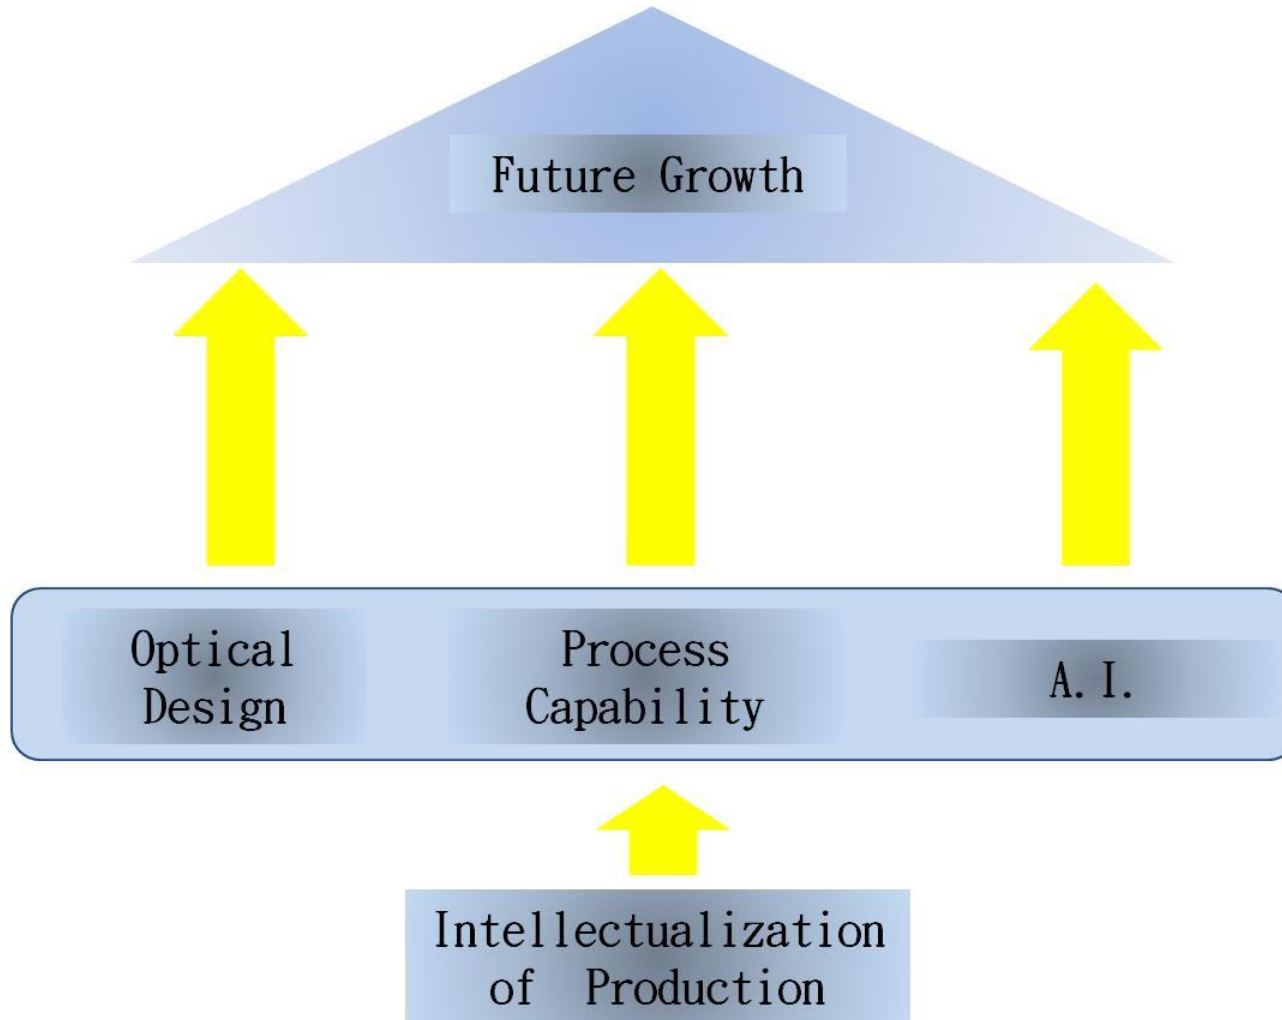 Future Growth
Optical
Design
Process
Capability
A.I.
Intellectualization
of Production